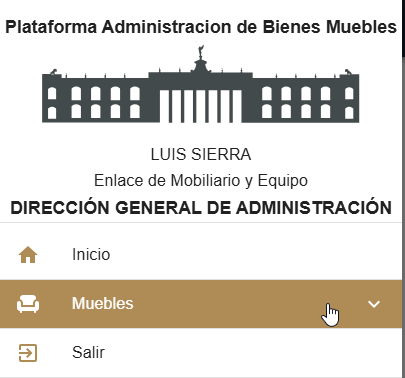 Plataforma Administracion de Bienes Muebles
LUIS SIERRA
Enlace de Mobiliario y Equipo
DIRECCIÓN GENERAL DE ADMINISTRACIÓN
Inicio
Muebles
Salir